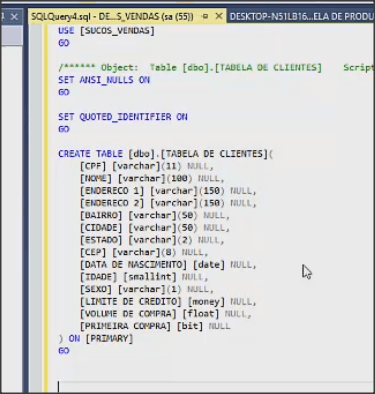 SQLQuery4.sql - DE...S_VENDAS (sa (55))
DESKTOP-N51LB16...ELA DE PRODU
USE [SUCOS_VENDAS]
GO
/****** Object:  Table [dbo].[TABELA DE CLIENTES]    Script
SET ANSI_NULLS ON
GO
SET QUOTED_IDENTIFIER ON
GO
CREATE TABLE [dbo].[TABELA DE CLIENTES](
[CPF] [varchar](11) NULL,
[NOME] [varchar](100) NULL,
[ENDERECO 1] [varchar](150) NULL,
[ENDERECO 2] [varchar](150) NULL,
[BAIRRO] [varchar](50) NULL,
[CIDADE] [varchar](50) NULL,
[ESTADO] [varchar](2) NULL,
[CEP] [varchar](8) NULL,
[DATA DE NASCIMENTO] [date] NULL,
[IDADE] [smallint] NULL,
[SEXO] [varchar](1) NULL,
[LIMITE DE CREDITO] [money] NULL,
[VOLUME DE COMPRA] [float] NULL,
[PRIMEIRA COMPRA] [bit] NULL
) ON [PRIMARY]
GO